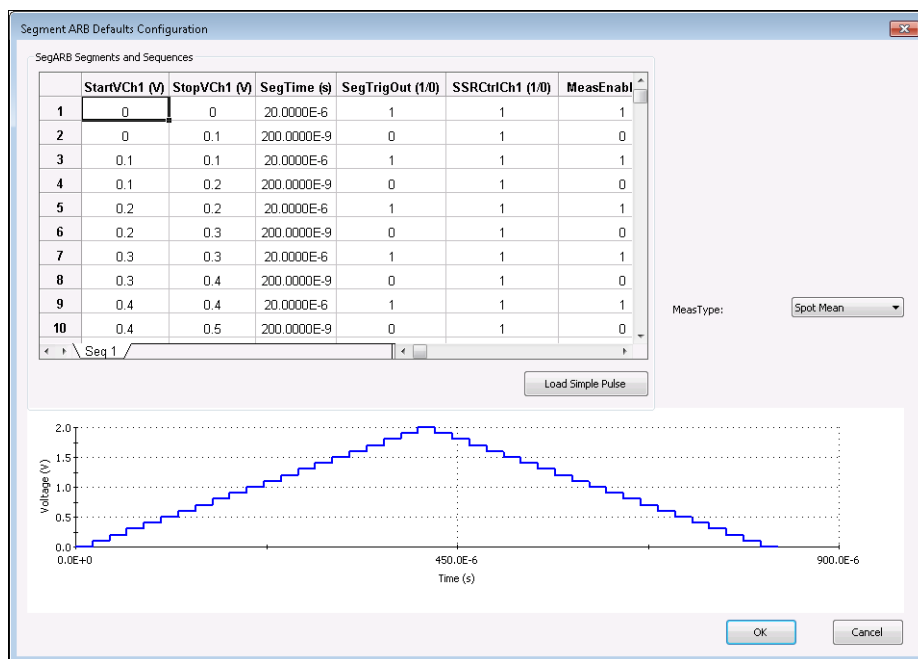 Segment ARB Defaults Configuration
SegARB Segments and Sequences
StartVCh1 (V) StopVCh1 (V) SegTime (s) SegTrigOut (1/0) SSRCtrlCh1 (1/0) MeasEnabl
1 0 0 20.0000E-6 1 1 1
2 0 0.1 200.0000E-9 0 1 0
3 0.1 0.1 20.0000E-6 1 1 1
4 0.1 0.2 200.0000E-9 0 1 0
5 0.2 0.2 20.0000E-6 1 1 1
6 0.2 0.3 200.0000E-9 0 1 0
7 0.3 0.3 20.0000E-6 1 1 1
8 0.3 0.4 200.0000E-9 0 1 0
9 0.4 0.4 20.0000E-6 1 1 1
10 0.4 0.5 200.0000E-9 0 1 0
Seq 1
MeasType: Spot Mean
Load Simple Pulse
Voltage (V)
2.0
1.5
1.0
0.5
0.0
0.0E+0 450.0E-6 900.0E-6
Time (s)
OK Cancel